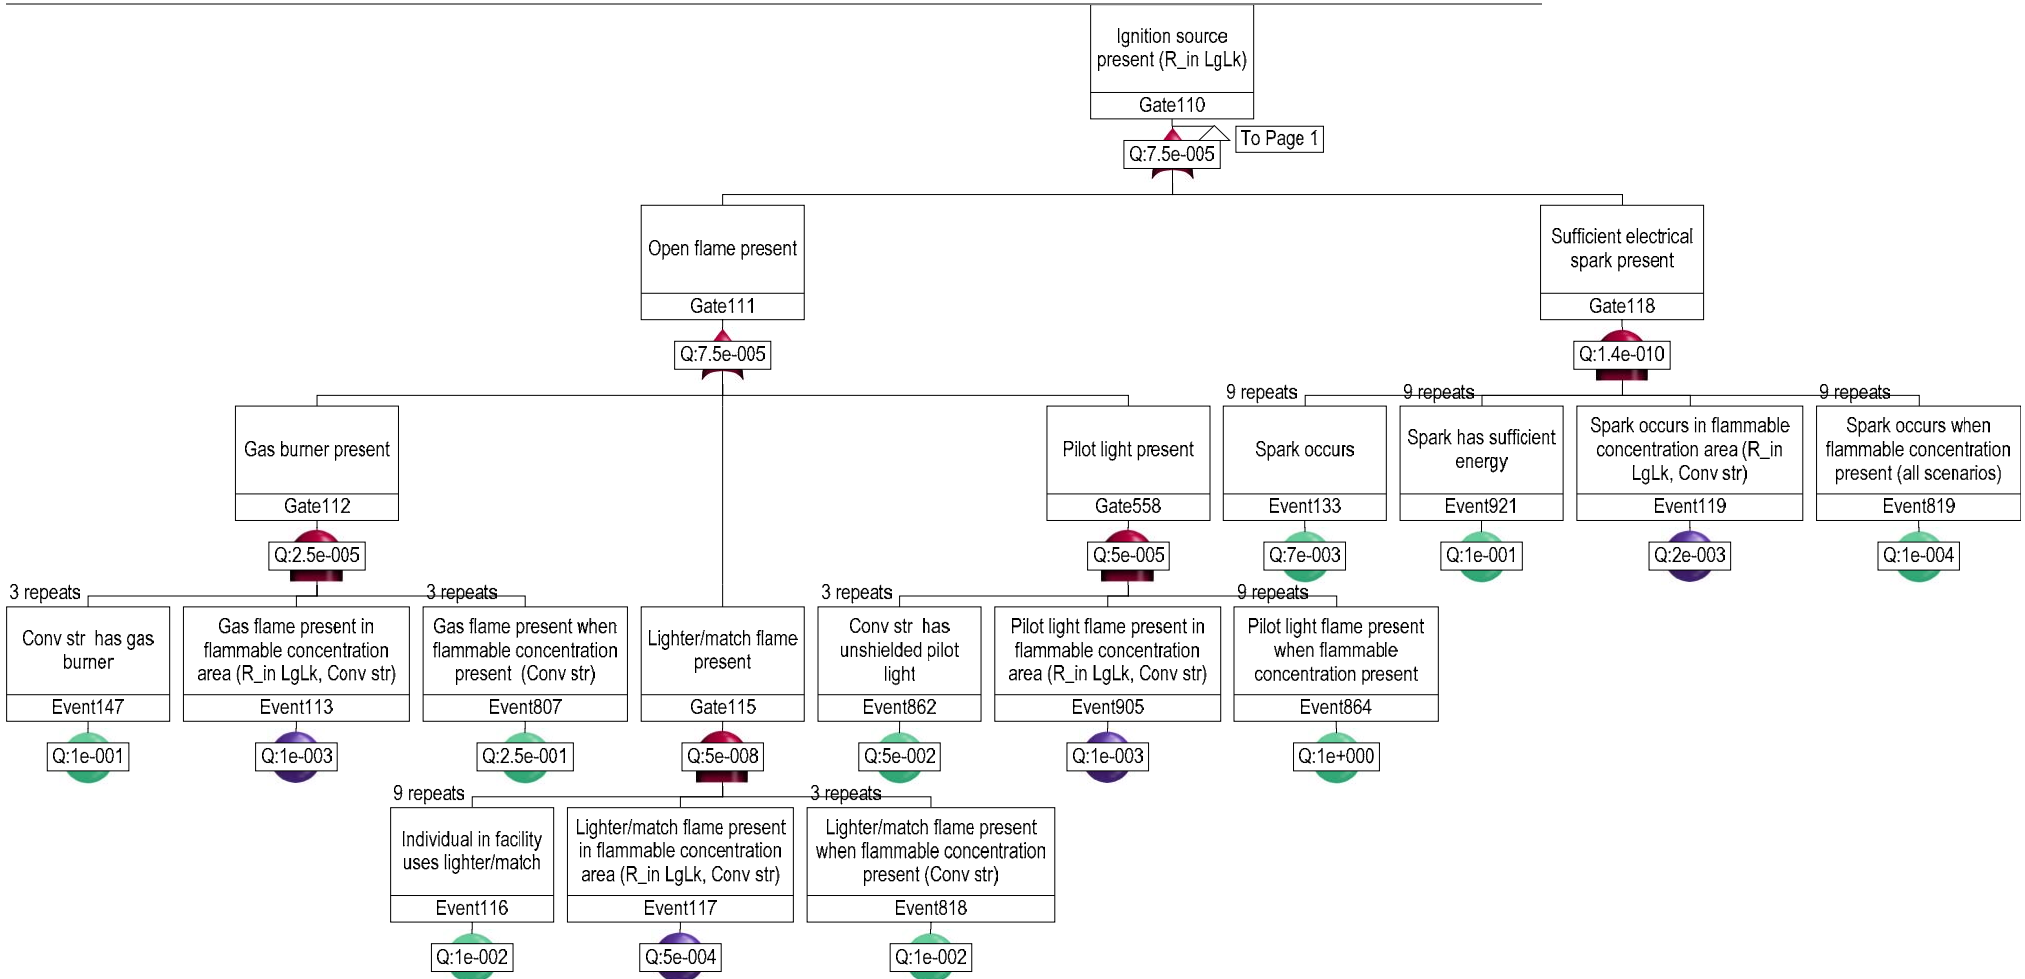 Ignition source
present (R_in LgLk)
Gate110
To Page 1
Q:7.5e-005
Open flame present
Gate111
Q:7.5e-005
Sufficient electrical
spark present
Gate118
Q:1.4e-010
Gas burner present
Gate112
Q:2.5e-005
Pilot light present
Gate558
Q:5e-005
9 repeats
Spark occurs
Event133
Q:7e-003
9 repeats
Spark has sufficient
energy
Event921
Q:1e-001
Spark occurs in flammable
concentration area (R_in
LgLk, Conv str)
Event119
Q:2e-003
9 repeats
Spark occurs when
flammable concentration
present (all scenarios)
Event819
Q:1e-004
3 repeats
Conv str has gas
burner
Event147
Q:1e-001
Gas flame present in
flammable concentration
area (R_in LgLk, Conv str)
Event113
Q:1e-003
3 repeats
Gas flame present when
flammable concentration
present (Conv str)
Event807
Q:2.5e-001
Lighter/match flame
present
Gate115
Q:5e-008
3 repeats
Conv str has
unshielded pilot
light
Event862
Q:5e-002
Pilot light flame present in
flammable concentration
area (R_in LgLk, Conv str)
Event905
Q:1e-003
9 repeats
Pilot light flame present
when flammable
concentration present
Event864
Q:1e+000
9 repeats
Individual in facility
uses lighter/match
Event116
Q:1e-002
Lighter/match flame present
in flammable concentration
area (R_in LgLk, Conv str)
Event117
Q:5e-004
3 repeats
Lighter/match flame present
when flammable concentration
present (Conv str)
Event818
Q:1e-002